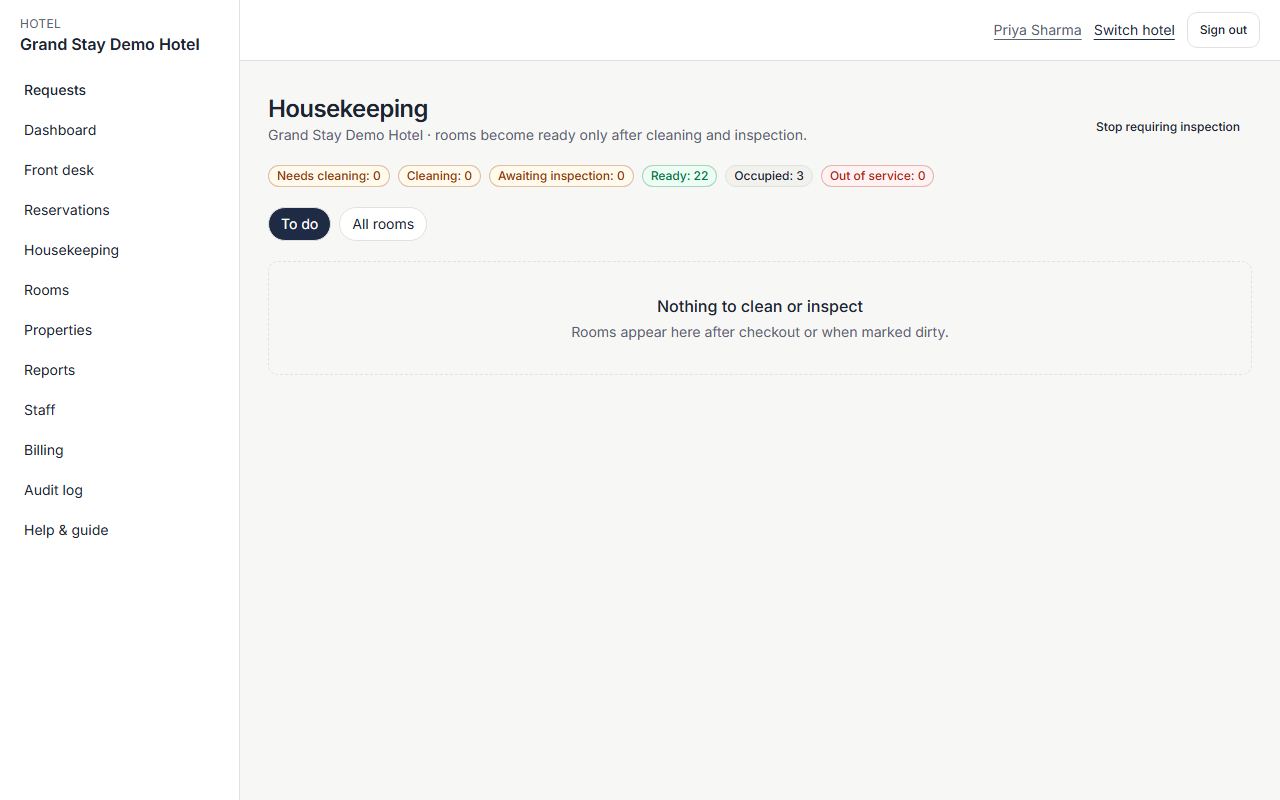 HOTEL
Grand Stay Demo Hotel
Requests
Dashboard
Front desk
Reservations
Housekeeping
Rooms
Properties
Reports
Staff
Billing
Audit log
Help & guide
Priya Sharma Switch hotel Sign out
Housekeeping
Grand Stay Demo Hotel · rooms become ready only after cleaning and inspection.
Stop requiring inspection
Needs cleaning: 0 Cleaning: 0 Awaiting inspection: 0 Ready: 22 Occupied: 3 Out of service: 0
To do All rooms
Nothing to clean or inspect
Rooms appear here after checkout or when marked dirty.